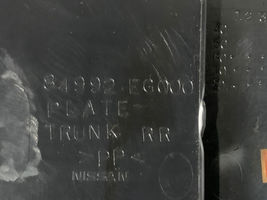 84992-EG000
PLATE-
TRUNK RR
>PP<
NISSAN